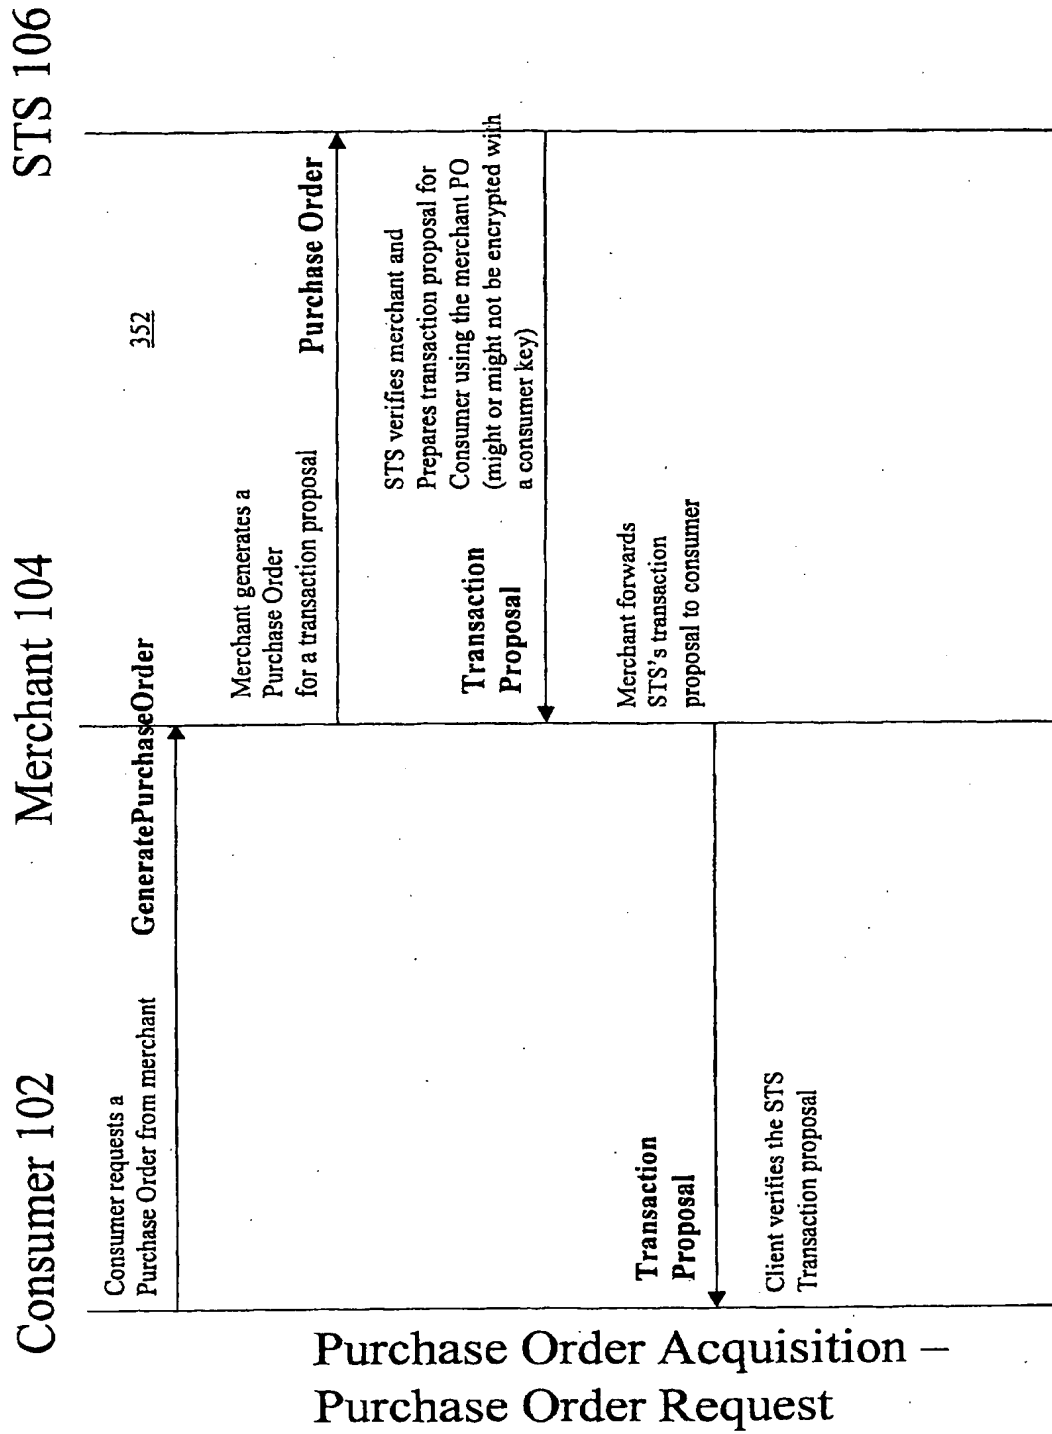 Consumer 102
Merchant 104
STS 106
Consumer requests a
Purchase Order from merchant
GeneratePurchaseOrder
352
Merchant generates a
Purchase Order
for a transaction proposal
Purchase Order
STS verifies merchant and
Prepares transaction proposal for
Consumer using the merchant PO
(might or might not be encrypted with
a consumer key)
Transaction
Proposal
Merchant forwards
STS's transaction
proposal to consumer
Transaction
Proposal
Client verifies the STS
Transaction proposal
Purchase Order Acquisition –
Purchase Order Request